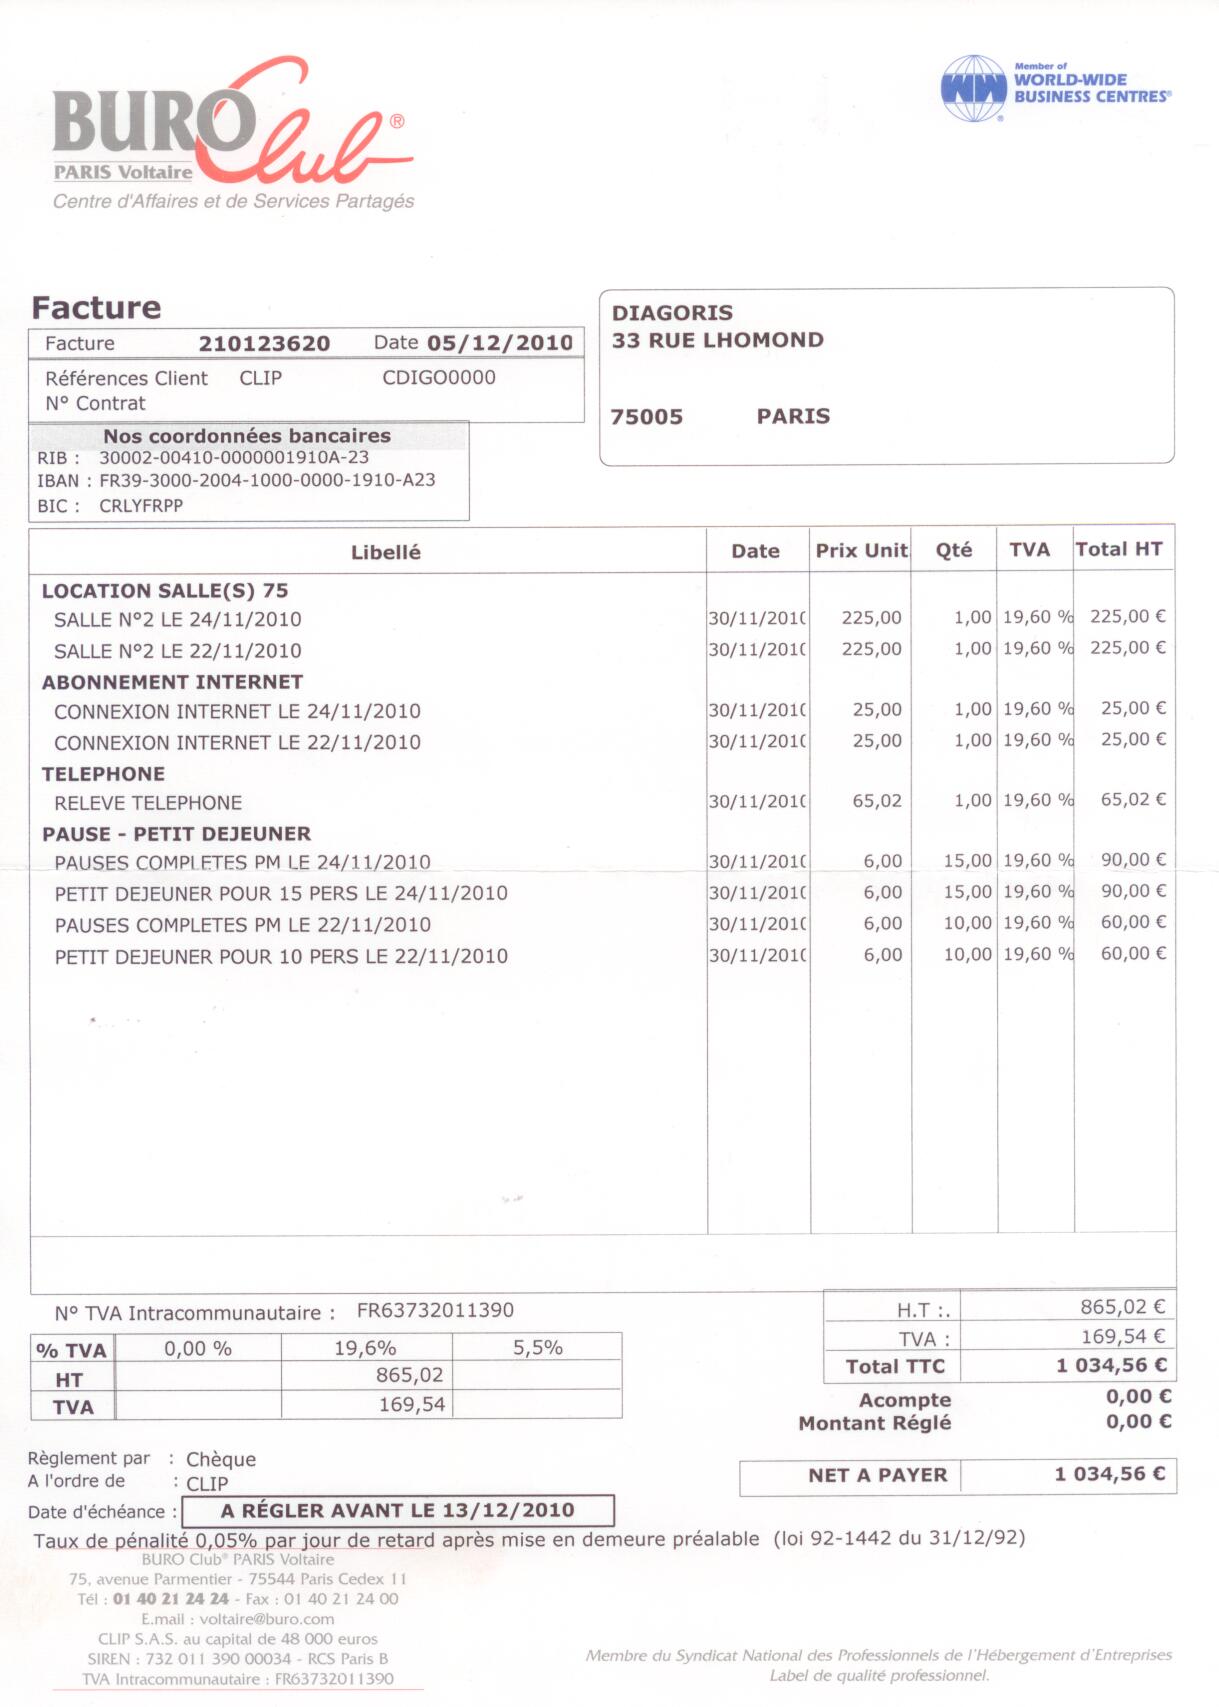 Member of
WORLD-WIDE
BUSINESS CENTRES®
BURO Club®
PARIS Voltaire
Centre d'Affaires et de Services Partagés
Facture
Facture 210123620 Date 05/12/2010
Références Client CLIP CDIGO0000
N° Contrat
DIAGORIS
33 RUE LHOMOND
75005 PARIS
Nos coordonnées bancaires
RIB : 30002-00410-0000001910A-23
IBAN : FR39-3000-2004-1000-0000-1910-A23
BIC : CRLYFRPP
Libellé Date Prix Unit Qté TVA Total HT
LOCATION SALLE(S) 75
SALLE N°2 LE 24/11/2010 30/11/2010 225,00 1,00 19,60 % 225,00 €
SALLE N°2 LE 22/11/2010 30/11/2010 225,00 1,00 19,60 % 225,00 €
ABONNEMENT INTERNET
CONNEXION INTERNET LE 24/11/2010 30/11/2010 25,00 1,00 19,60 % 25,00 €
CONNEXION INTERNET LE 22/11/2010 30/11/2010 25,00 1,00 19,60 % 25,00 €
TELEPHONE
RELEVE TELEPHONE 30/11/2010 65,02 1,00 19,60 % 65,02 €
PAUSE - PETIT DEJEUNER
PAUSES COMPLETES PM LE 24/11/2010 30/11/2010 6,00 15,00 19,60 % 90,00 €
PETIT DEJEUNER POUR 15 PERS LE 24/11/2010 30/11/2010 6,00 15,00 19,60 % 90,00 €
PAUSES COMPLETES PM LE 22/11/2010 30/11/2010 6,00 10,00 19,60 % 60,00 €
PETIT DEJEUNER POUR 10 PERS LE 22/11/2010 30/11/2010 6,00 10,00 19,60 % 60,00 €
N° TVA Intracommunautaire : FR63732011390
% TVA 0,00 % 19,6% 5,5%
HT 865,02
TVA 169,54
H.T :. 865,02 €
TVA : 169,54 €
Total TTC 1 034,56 €
Acompte 0,00 €
Montant Réglé 0,00 €
NET A PAYER 1 034,56 €
Règlement par : Chèque
A l'ordre de : CLIP
Date d'échéance : A RÉGLER AVANT LE 13/12/2010
Taux de pénalité 0,05% par jour de retard après mise en demeure préalable (loi 92-1442 du 31/12/92)
BURO Club® PARIS Voltaire
75, avenue Parmentier - 75544 Paris Cedex 11
Tél : 01 40 21 24 24 - Fax : 01 40 21 24 00
E.mail : voltaire@buro.com
CLIP S.A.S. au capital de 48 000 euros
SIREN : 732 011 390 00034 - RCS Paris B
TVA Intracommunautaire : FR63732011390
Membre du Syndicat National des Professionnels de l'Hébergement d'Entreprises
Label de qualité professionnel.